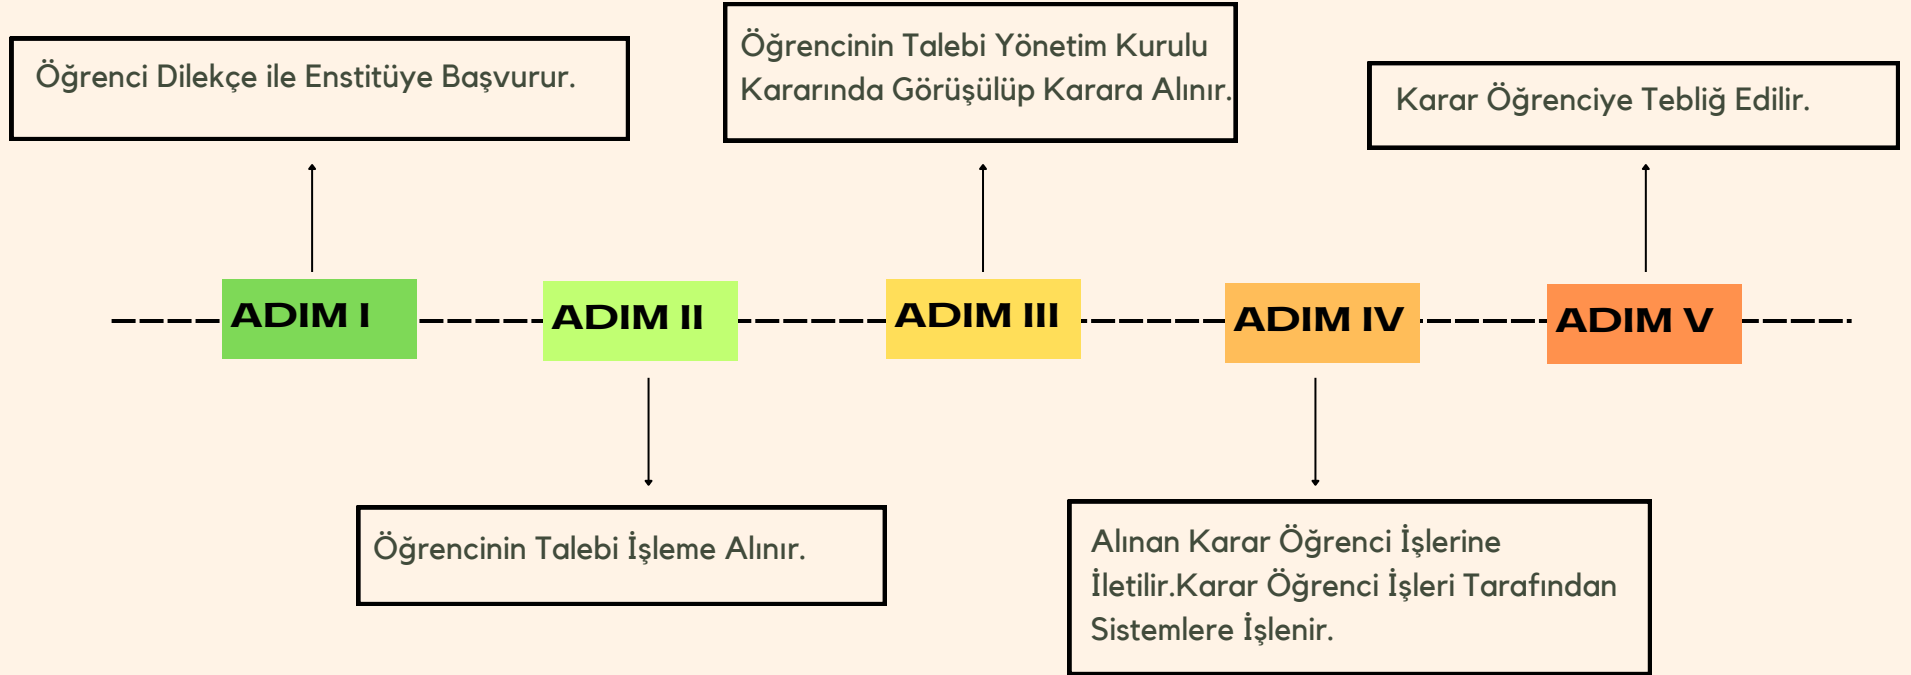 Öğrenci Dilekçe ile Enstitüye Başvurur.
Öğrencinin Talebi Yönetim Kurulu
Kararında Görüşülüp Karara Alınır.
Karar Öğrenciye Tebliğ Edilir.
ADIM I
ADIM II
ADIM III
ADIM IV
ADIM V
Öğrencinin Talebi İşleme Alınır.
Alınan Karar Öğrenci İşlerine
İletilir.Karar Öğrenci İşleri Tarafından
Sistemlere İşlenir.